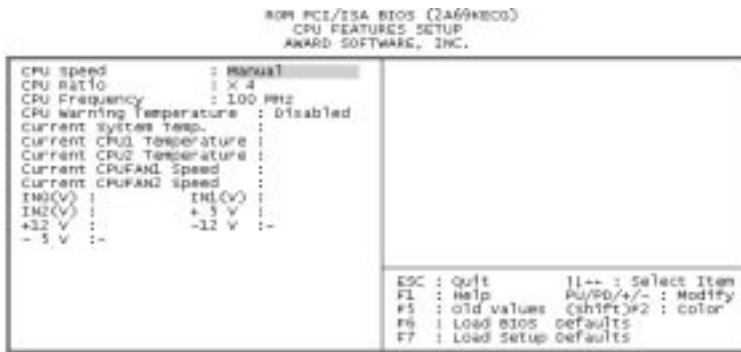 ROM PCI/ISA BIOS (2A69KECG)
CPU FEATURES SETUP
AWARD SOFTWARE, INC.
CPU Speed : Manual
CPU Ratio : X 4
CPU Frequency : 100 MHz
CPU Warning Temperature : Disabled
Current System Temp. :
Current CPU1 Temperature :
Current CPU2 Temperature :
Current CPUFAN1 Speed :
Current CPUFAN2 Speed :
IN0(V) : IN1(V) :
IN2(V) : + 5 V :
+12 V : -12 V :-
- 5 V :-
ESC : Quit ↑↓→← : Select Item
F1 : Help PU/PD/+/- : Modify
F5 : Old Values (Shift)F2 : Color
F6 : Load BIOS Defaults
F7 : Load Setup Defaults